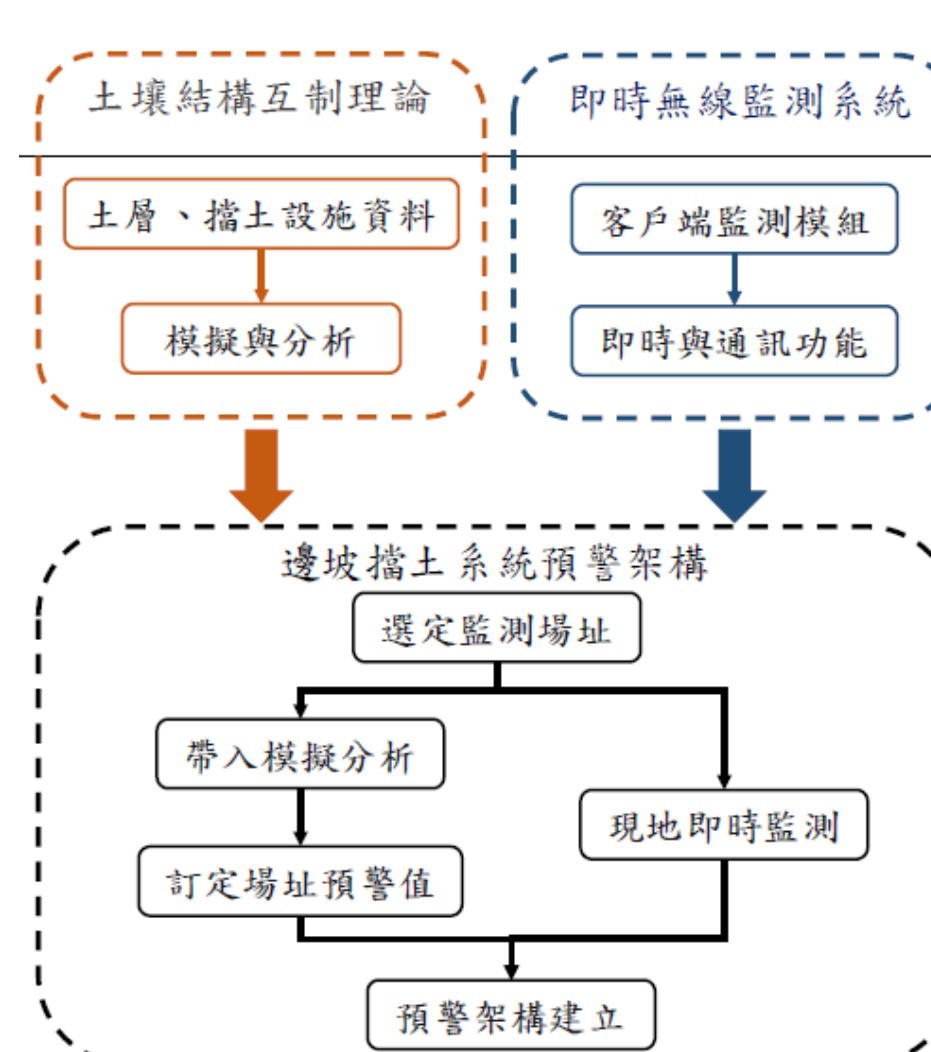 土壤結構互制理論
土層、擋土設施資料
模擬與分析
即時無線監測系統
客戶端監測模組
即時與通訊功能
邊坡擋土系統預警架構
選定監測場址
帶入模擬分析
訂定場址預警值
現地即時監測
預警架構建立